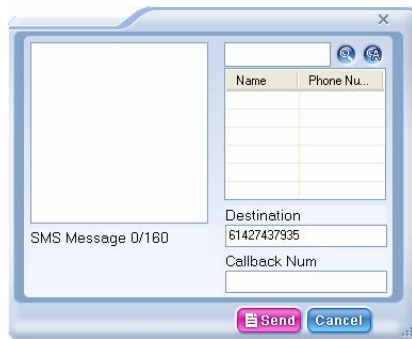 Name Phone Nu...
Destination
61427437935
SMS Message 0/160
Callback Num
Send Cancel